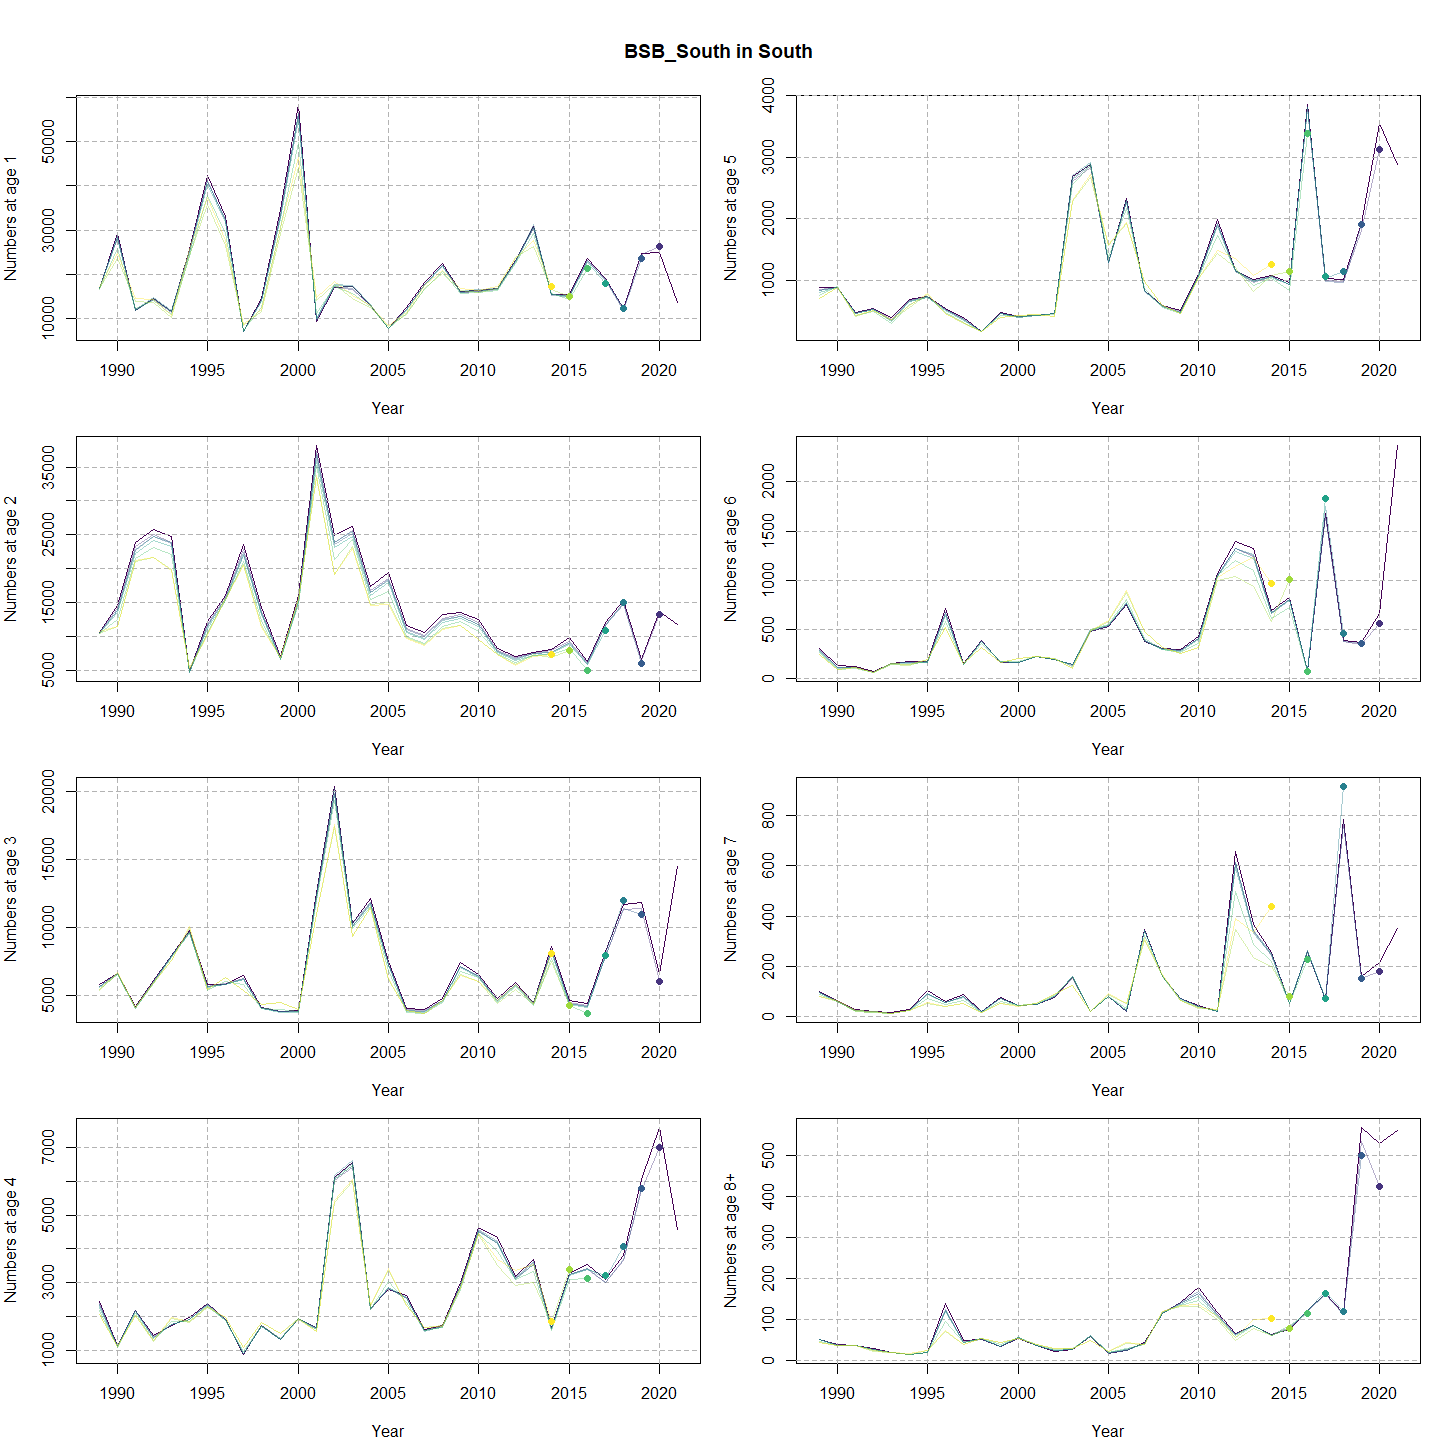 BSB_South in South
Numbers at age 1
10000 30000 50000
1990 1995 2000 2005 2010 2015 2020
Year
Numbers at age 5
1000 2000 3000 4000
1990 1995 2000 2005 2010 2015 2020
Year
Numbers at age 2
5000 15000 25000 35000
1990 1995 2000 2005 2010 2015 2020
Year
Numbers at age 6
0 500 1000 1500 2000
1990 1995 2000 2005 2010 2015 2020
Year
Numbers at age 3
5000 10000 15000 20000
1990 1995 2000 2005 2010 2015 2020
Year
Numbers at age 7
0 200 400 600 800
1990 1995 2000 2005 2010 2015 2020
Year
Numbers at age 4
1000 3000 5000 7000
1990 1995 2000 2005 2010 2015 2020
Year
Numbers at age 8+
0 100 200 300 400 500
1990 1995 2000 2005 2010 2015 2020
Year